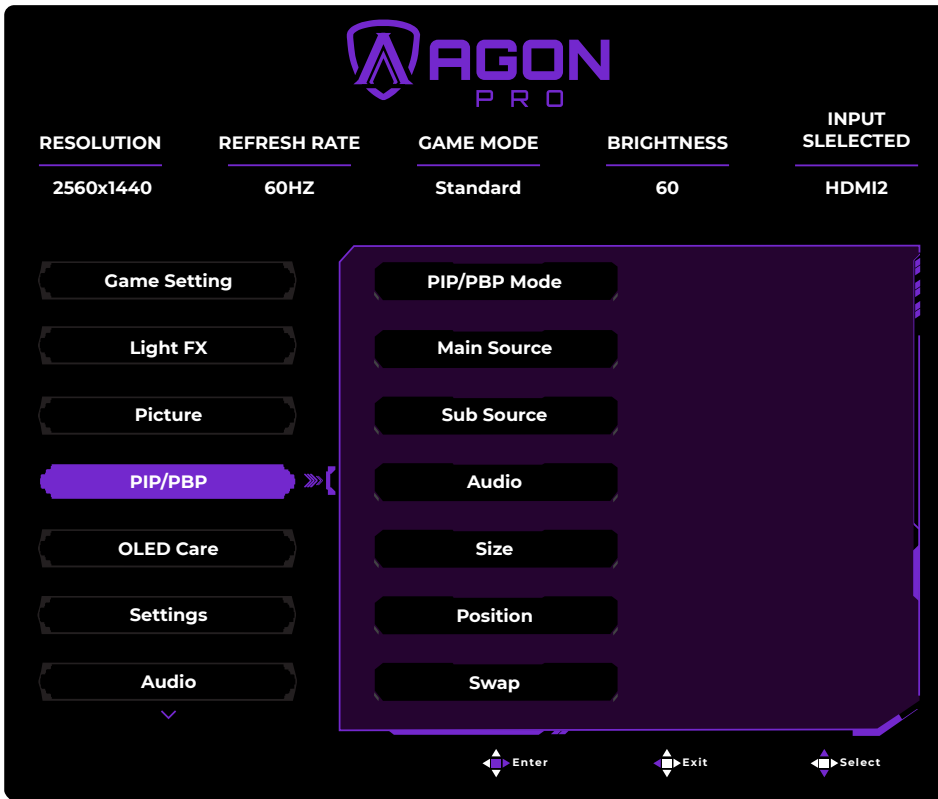 AGON
PRO
RESOLUTION
REFRESH RATE
GAME MODE
BRIGHTNESS
INPUT
SLELECTED
2560x1440
60HZ
Standard
60
HDMI2
Game Setting
Light FX
Picture
PIP/PBP
OLED Care
Settings
Audio
PIP/PBP Mode
Main Source
Sub Source
Audio
Size
Position
Swap
Enter
Exit
Select